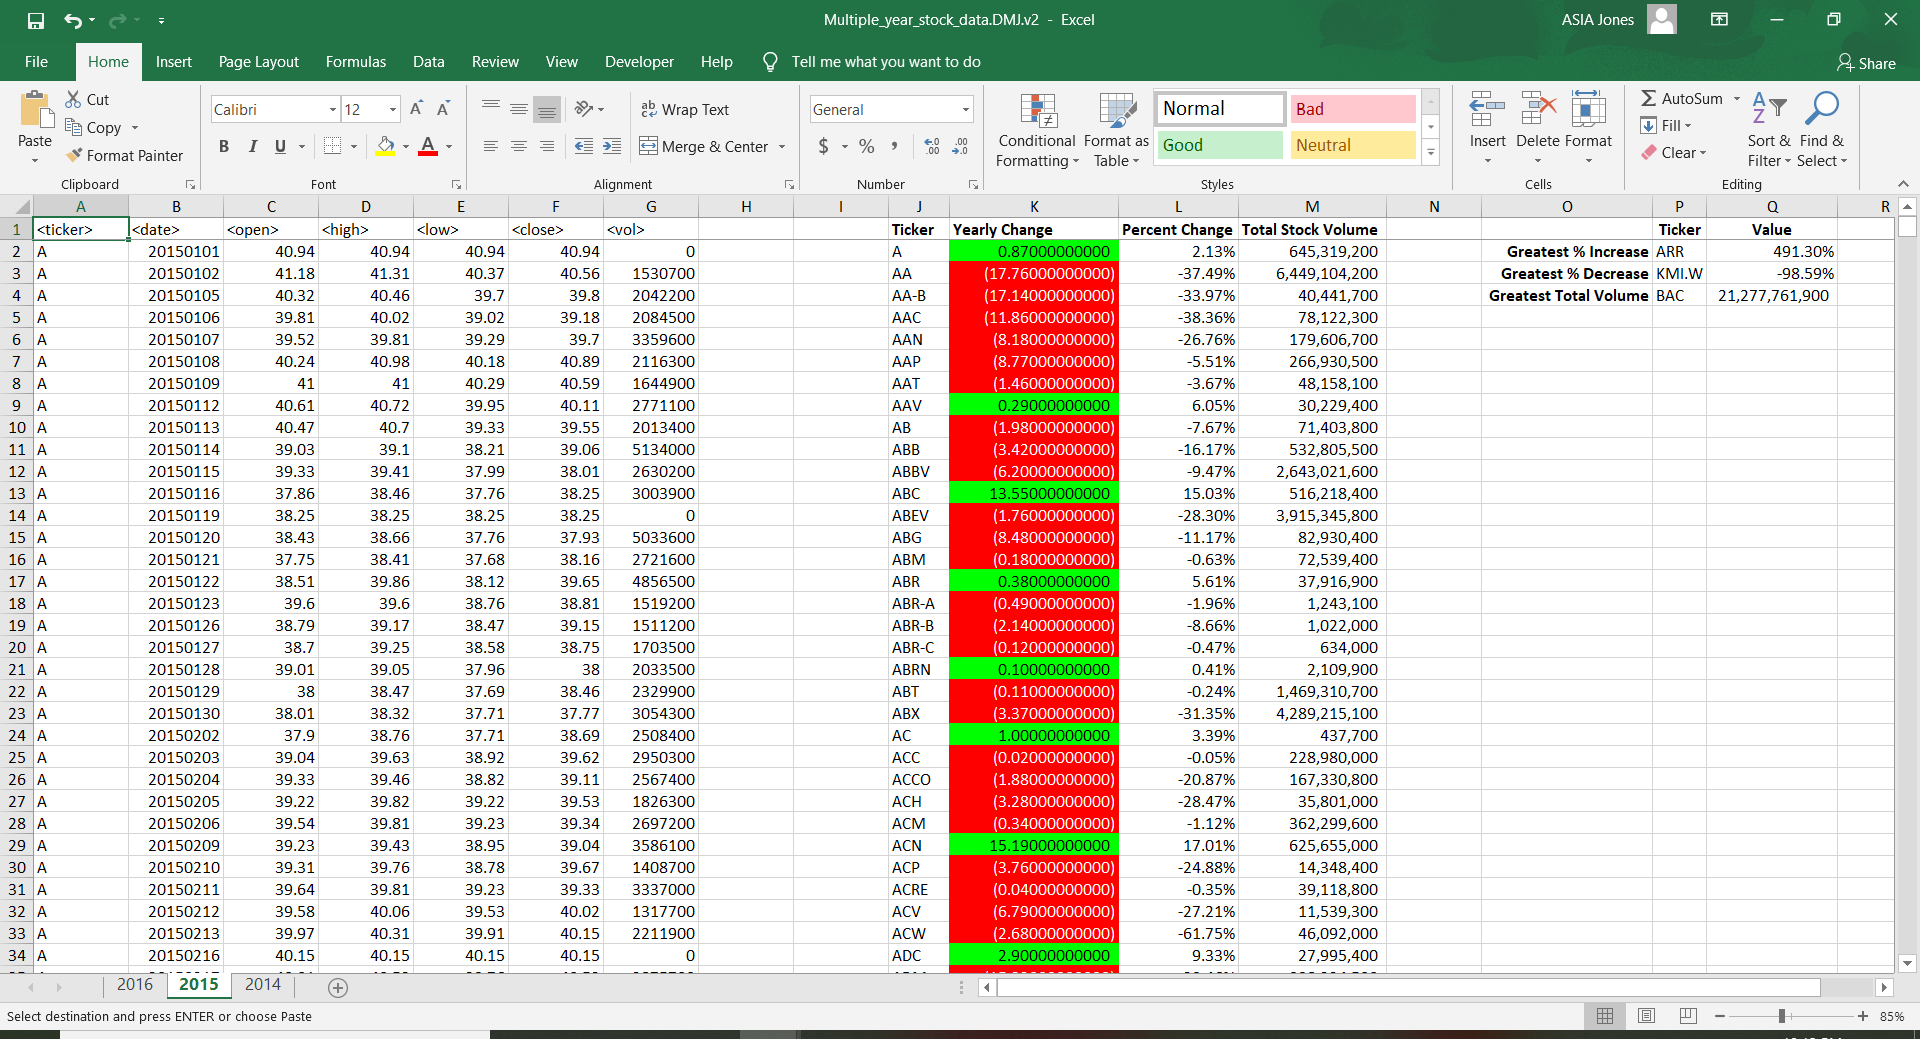 Multiple_year_stock_data.DMJ.v2 - Excel
ASIA Jones
File Home Insert Page Layout Formulas Data Review View Developer Help Tell me what you want to do Share
Paste
Cut
Copy
Format Painter
Clipboard
Calibri 12
B I U
Font
Wrap Text
Merge & Center
Alignment
General
$ % ,
Number
Conditional Formatting
Format as Table
Normal Bad
Good Neutral
Styles
Insert Delete Format
Cells
AutoSum
Fill
Clear
Sort & Filter
Find & Select
Editing
A B C D E F G H I J K L M N O P Q R
1 <ticker> <date> <open> <high> <low> <close> <vol> Ticker Yearly Change Percent Change Total Stock Volume Ticker Value
2 A 20150101 40.94 40.94 40.94 40.94 0 A 0.87000000000 2.13% 645,319,200 Greatest % Increase ARR 491.30%
3 A 20150102 41.18 41.31 40.37 40.56 1530700 AA (17.76000000000) -37.49% 6,449,104,200 Greatest % Decrease KMI.W -98.59%
4 A 20150105 40.32 40.46 39.7 39.8 2042200 AA-B (17.14000000000) -33.97% 40,441,700 Greatest Total Volume BAC 21,277,761,900
5 A 20150106 39.81 40.02 39.02 39.18 2084500 AAC (11.86000000000) -38.36% 78,122,300
6 A 20150107 39.52 39.81 39.29 39.7 3359600 AAN (8.18000000000) -26.76% 179,606,700
7 A 20150108 40.24 40.98 40.18 40.89 2116300 AAP (8.77000000000) -5.51% 266,930,500
8 A 20150109 41 41 40.29 40.59 1644900 AAT (1.46000000000) -3.67% 48,158,100
9 A 20150112 40.61 40.72 39.95 40.11 2771100 AAV 0.29000000000 6.05% 30,229,400
10 A 20150113 40.47 40.7 39.33 39.55 2013400 AB (1.98000000000) -7.67% 71,403,800
11 A 20150114 39.03 39.1 38.21 39.06 5134000 ABB (3.42000000000) -16.17% 532,805,500
12 A 20150115 39.33 39.41 37.99 38.01 2630200 ABBV (6.20000000000) -9.47% 2,643,021,600
13 A 20150116 37.86 38.46 37.76 38.25 3003900 ABC 13.55000000000 15.03% 516,218,400
14 A 20150119 38.25 38.25 38.25 38.25 0 ABEV (1.76000000000) -28.30% 3,915,345,800
15 A 20150120 38.43 38.66 37.76 37.93 5033600 ABG (8.48000000000) -11.17% 82,930,400
16 A 20150121 37.75 38.41 37.68 38.16 2721600 ABM (0.18000000000) -0.63% 72,539,400
17 A 20150122 38.51 39.86 38.12 39.65 4856500 ABR 0.38000000000 5.61% 37,916,900
18 A 20150123 39.6 39.6 38.76 38.81 1519200 ABR-A (0.49000000000) -1.96% 1,243,100
19 A 20150126 38.79 39.17 38.47 39.15 1511200 ABR-B (2.14000000000) -8.66% 1,022,000
20 A 20150127 38.7 39.25 38.58 38.75 1703500 ABR-C (0.12000000000) -0.47% 634,000
21 A 20150128 39.01 39.05 37.96 38 2033500 ABRN 0.10000000000 0.41% 2,109,900
22 A 20150129 38 38.47 37.69 38.46 2329900 ABT (0.11000000000) -0.24% 1,469,310,700
23 A 20150130 38.01 38.32 37.71 37.77 3054300 ABX (3.37000000000) -31.35% 4,289,215,100
24 A 20150202 37.9 38.76 37.71 38.69 2508400 AC 1.00000000000 3.39% 437,700
25 A 20150203 39.04 39.63 38.92 39.62 2950300 ACC (0.02000000000) -0.05% 228,980,000
26 A 20150204 39.33 39.46 38.82 39.11 2567400 ACCO (1.88000000000) -20.87% 167,330,800
27 A 20150205 39.22 39.82 39.22 39.53 1826300 ACH (3.28000000000) -28.47% 35,801,000
28 A 20150206 39.54 39.81 39.23 39.34 2697200 ACM (0.34000000000) -1.12% 362,299,600
29 A 20150209 39.23 39.43 38.95 39.04 3586100 ACN 15.19000000000 17.01% 625,655,000
30 A 20150210 39.31 39.76 38.78 39.67 1408700 ACP (3.76000000000) -24.88% 14,348,400
31 A 20150211 39.64 39.81 39.23 39.33 3337000 ACRE (0.04000000000) -0.35% 39,118,800
32 A 20150212 39.58 40.06 39.53 40.02 1317700 ACV (6.79000000000) -27.21% 11,539,300
33 A 20150213 39.97 40.31 39.91 40.15 2211900 ACW (2.68000000000) -61.75% 46,092,000
34 A 20150216 40.15 40.15 40.15 40.15 0 ADC 2.90000000000 9.33% 27,995,400
2016 2015 2014
Select destination and press ENTER or choose Paste
85%